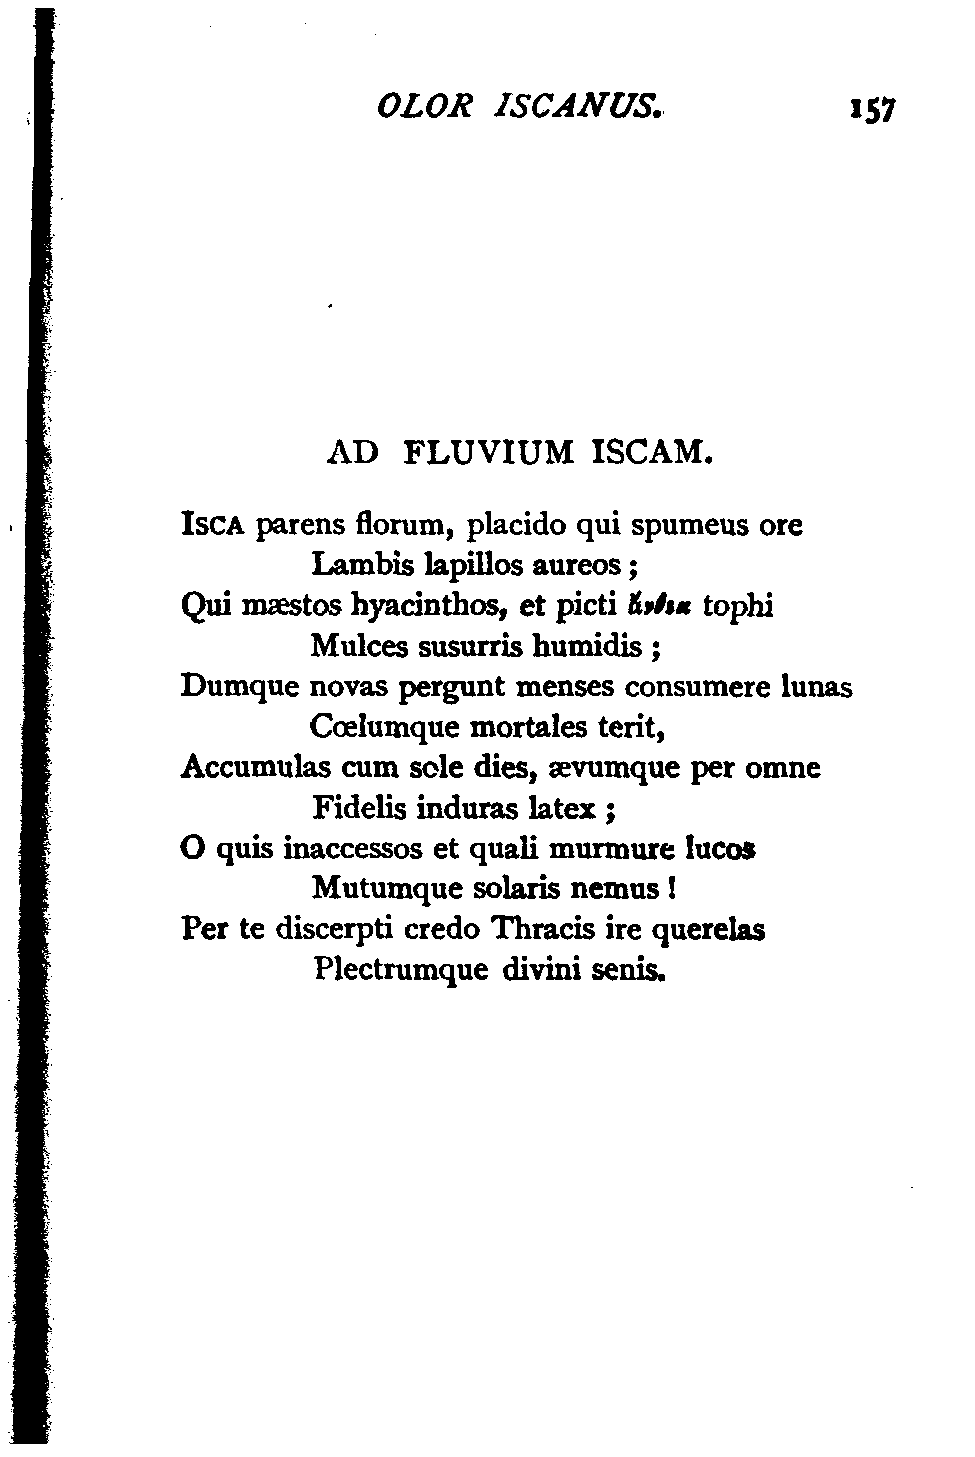 OLOR ISCANUS. 157
AD FLUVIUM ISCAM.
ISCA parens florum, placido qui spumeus ore
Lambis lapillos aureos ;
Qui mæstos hyacinthos, et picti ἄνθεα tophi
Mulces susurris humidis ;
Dumque novas pergunt menses consumere lunas
Cœlumque mortales terit,
Accumulas cum sole dies, ævumque per omne
Fidelis induras latex ;
O quis inaccessos et quali murmure lucos
Mutumque solaris nemus !
Per te discerpti credo Thracis ire querelas
Plectrumque divini senis.